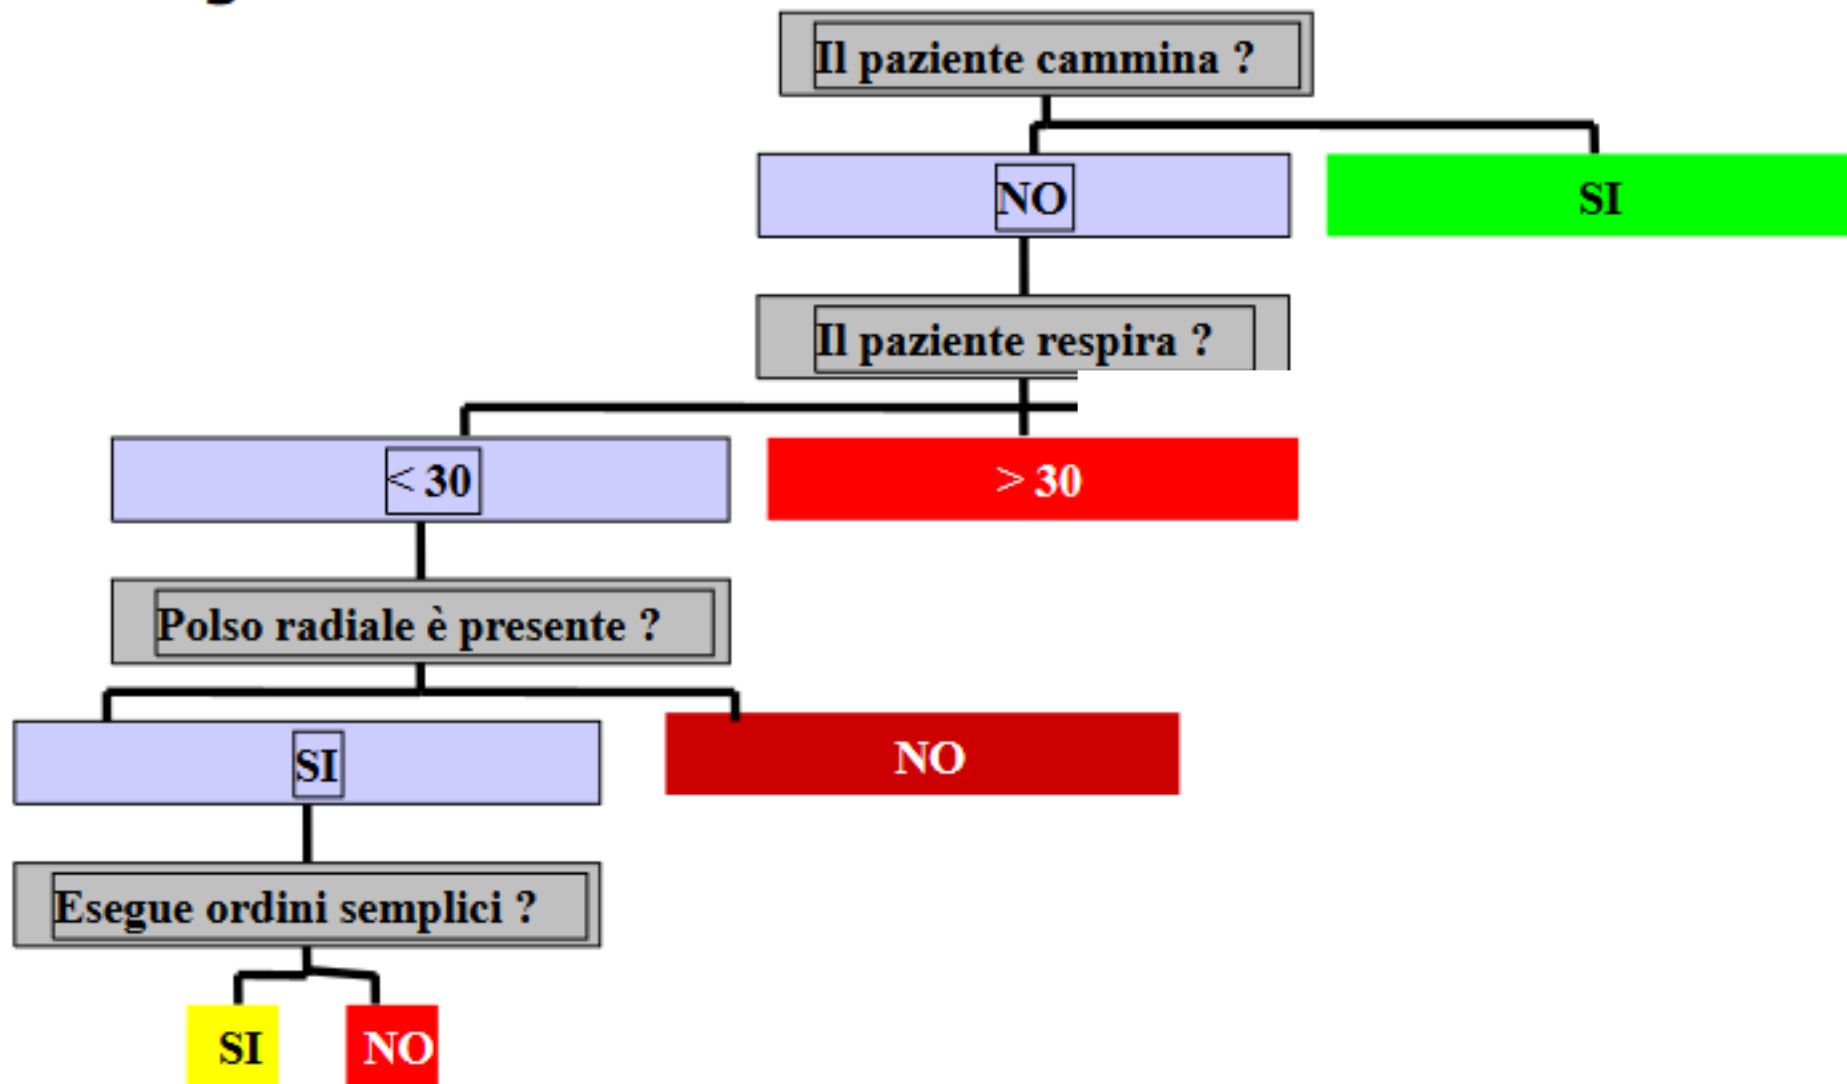 Il paziente cammina ?
NO
SI
Il paziente respira ?
< 30
> 30
Polso radiale è presente ?
SI
NO
Esegue ordini semplici ?
SI
NO